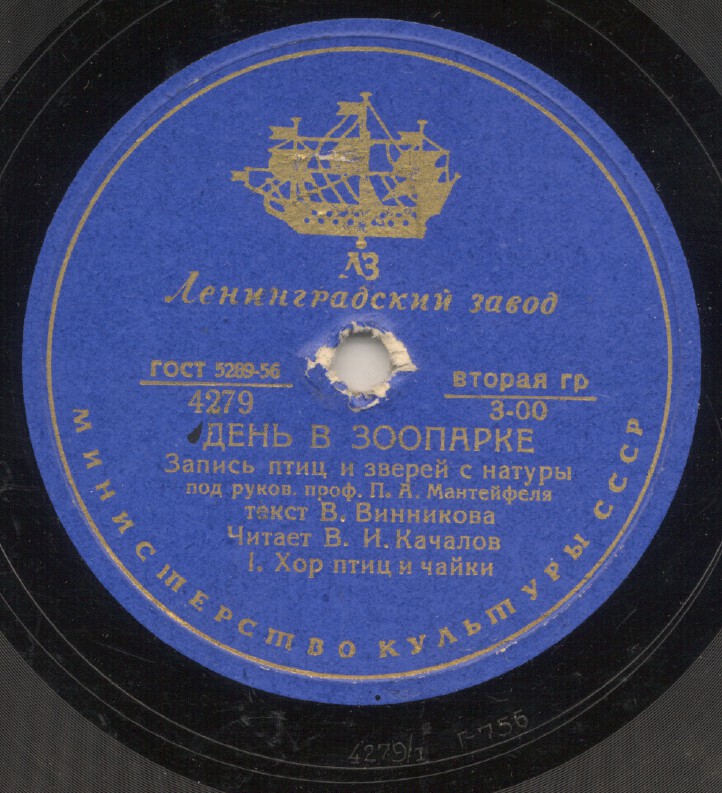 ЛЗ
Ленинградский завод
ГОСТ 5289-56
вторая гр
4279
3-00
ДЕНЬ В ЗООПАРКЕ
Запись птиц и зверей с натуры
под руков. проф. П. А. Мантейфеля
текст В. Винникова
Читает В. И. Качалов
I. Хор птиц и чайки
МИНИСТЕРСТВО КУЛЬТУРЫ СССР
4279/1 Г-756